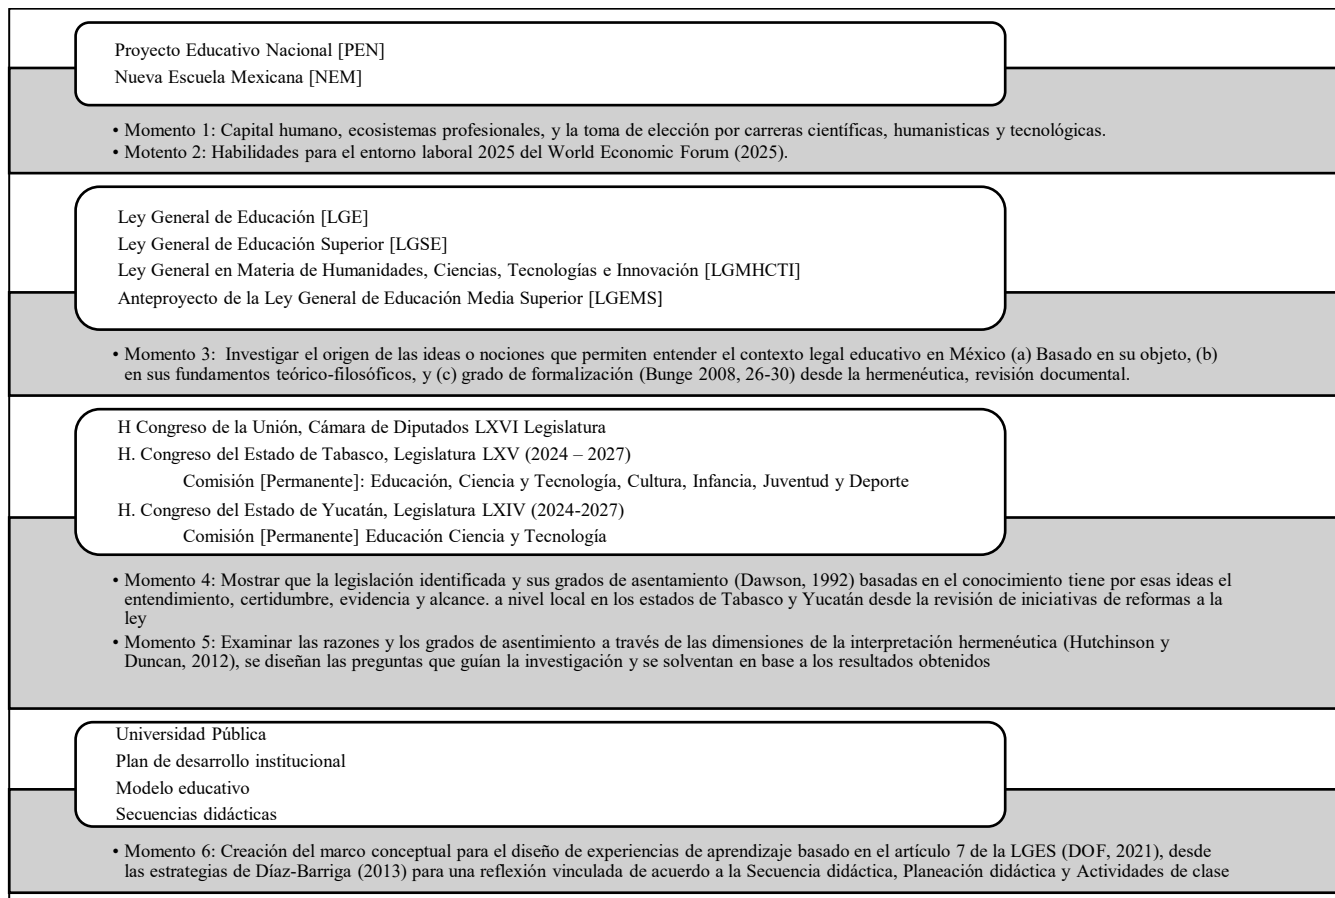 Proyecto Educativo Nacional [PEN]
Nueva Escuela Mexicana [NEM]
• Momento 1: Capital humano, ecosistemas profesionales, y la toma de elección por carreras científicas, humanisticas y tecnológicas.
• Motento 2: Habilidades para el entorno laboral 2025 del World Economic Forum (2025).
Ley General de Educación [LGE]
Ley General de Educación Superior [LGSE]
Ley General en Materia de Humanidades, Ciencias, Tecnologías e Innovación [LGMHCTI]
Anteproyecto de la Ley General de Educación Media Superior [LGEMS]
• Momento 3: Investigar el origen de las ideas o nociones que permiten entender el contexto legal educativo en México (a) Basado en su objeto, (b)
en sus fundamentos teórico-filosóficos, y (c) grado de formalización (Bunge 2008, 26-30) desde la hermenéutica, revisión documental.
H Congreso de la Unión, Cámara de Diputados LXVI Legislatura
H. Congreso del Estado de Tabasco, Legislatura LXV (2024 – 2027)
Comisión [Permanente]: Educación, Ciencia y Tecnología, Cultura, Infancia, Juventud y Deporte
H. Congreso del Estado de Yucatán, Legislatura LXIV (2024-2027)
Comisión [Permanente] Educación Ciencia y Tecnología
• Momento 4: Mostrar que la legislación identificada y sus grados de asentamiento (Dawson, 1992) basadas en el conocimiento tiene por esas ideas el
entendimiento, certidumbre, evidencia y alcance. a nivel local en los estados de Tabasco y Yucatán desde la revisión de iniciativas de reformas a la
ley
• Momento 5: Examinar las razones y los grados de asentimiento a través de las dimensiones de la interpretación hermenéutica (Hutchinson y
Duncan, 2012), se diseñan las preguntas que guían la investigación y se solventan en base a los resultados obtenidos
Universidad Pública
Plan de desarrollo institucional
Modelo educativo
Secuencias didácticas
• Momento 6: Creación del marco conceptual para el diseño de experiencias de aprendizaje basado en el artículo 7 de la LGES (DOF, 2021), desde
las estrategias de Díaz-Barriga (2013) para una reflexión vinculada de acuerdo a la Secuencia didáctica, Planeación didáctica y Actividades de clase